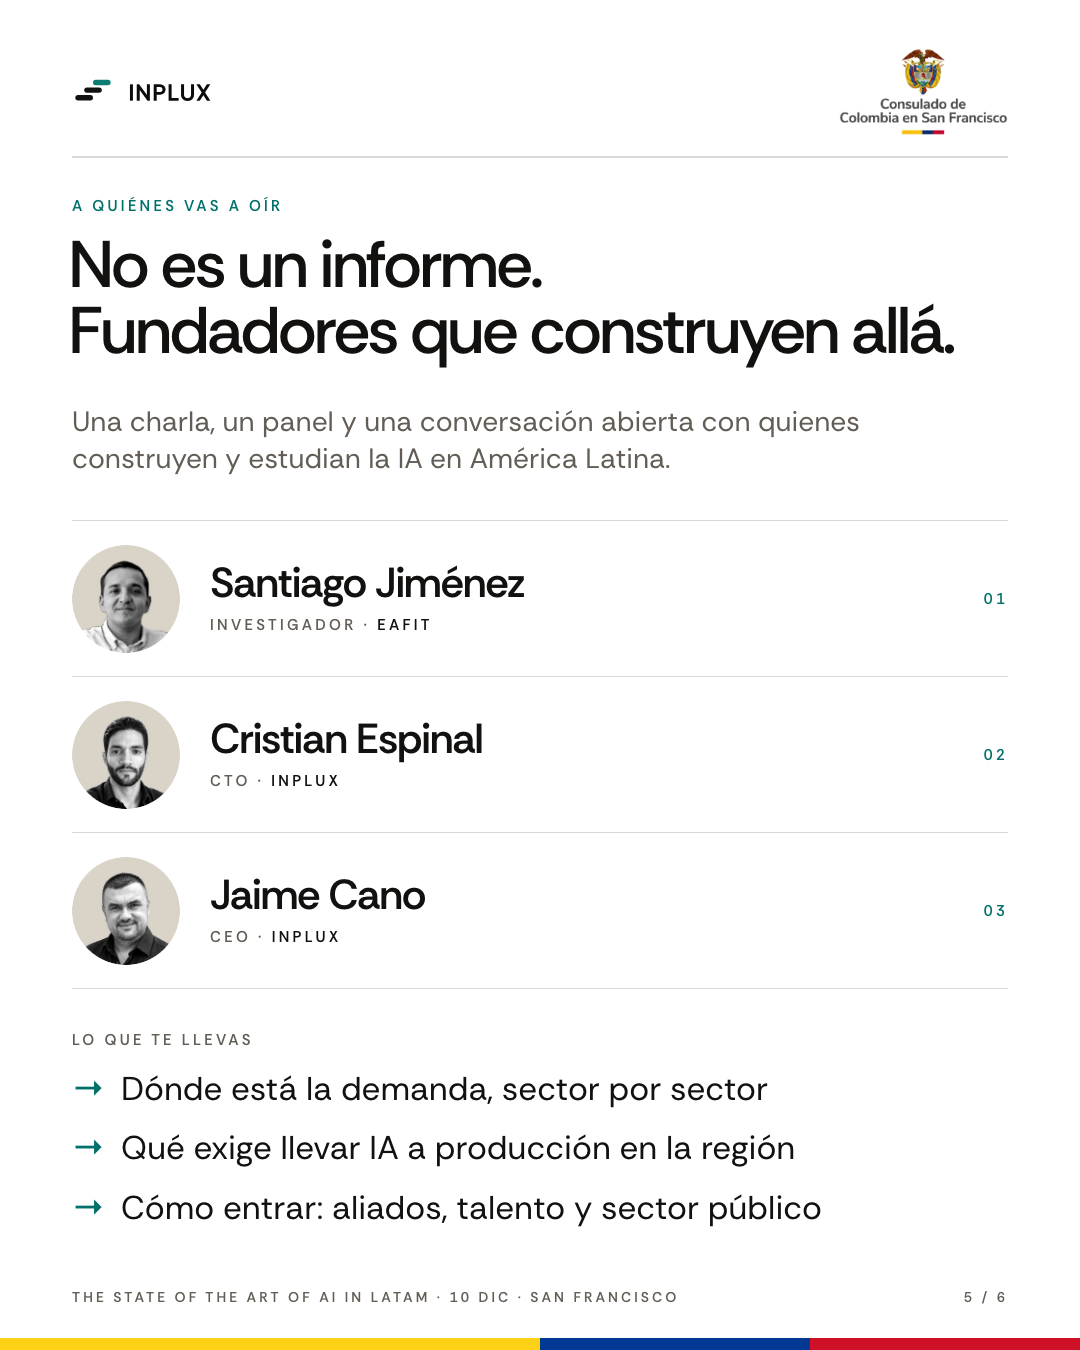 INPLUX
Consulado de
Colombia en San Francisco
A QUIÉNES VAS A OÍR
No es un informe.
Fundadores que construyen allá.
Una charla, un panel y una conversación abierta con quienes
construyen y estudian la IA en América Latina.
Santiago Jiménez
INVESTIGADOR · EAFIT
01
Cristian Espinal
CTO · INPLUX
02
Jaime Cano
CEO · INPLUX
03
LO QUE TE LLEVAS
→ Dónde está la demanda, sector por sector
→ Qué exige llevar IA a producción en la región
→ Cómo entrar: aliados, talento y sector público
THE STATE OF THE ART OF AI IN LATAM · 10 DIC · SAN FRANCISCO
5 / 6